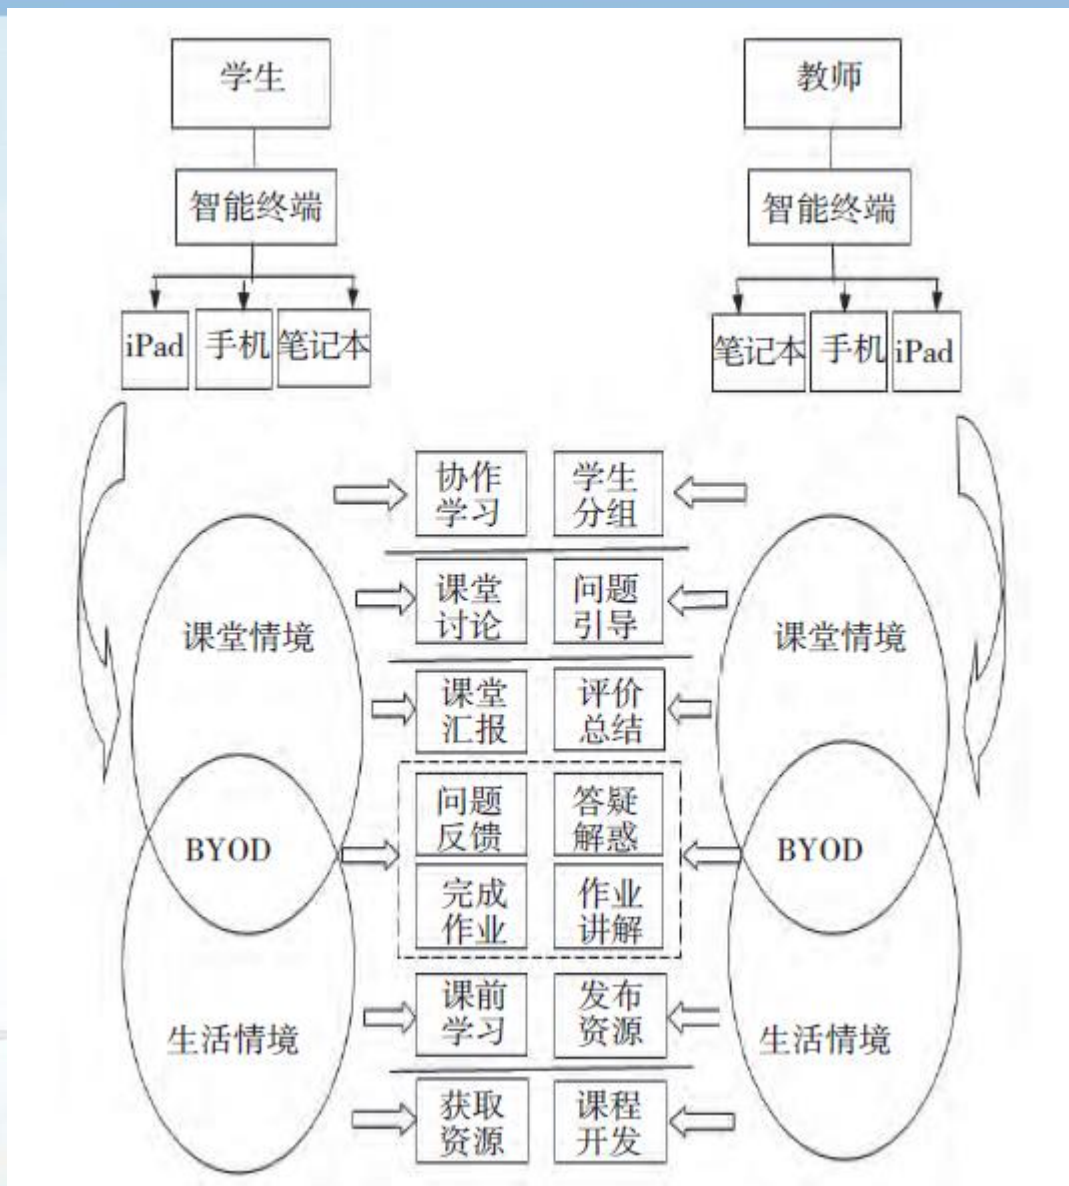 学生
教师
智能终端
智能终端
iPad
手机
笔记本
笔记本
手机
iPad
协作
学习
学生
分组
课堂情境
课堂
讨论
问题
引导
课堂情境
课堂
汇报
评价
总结
BYOD
问题
反馈
答疑
解惑
BYOD
完成
作业
作业
讲解
生活情境
课前
学习
发布
资源
生活情境
获取
资源
课程
开发